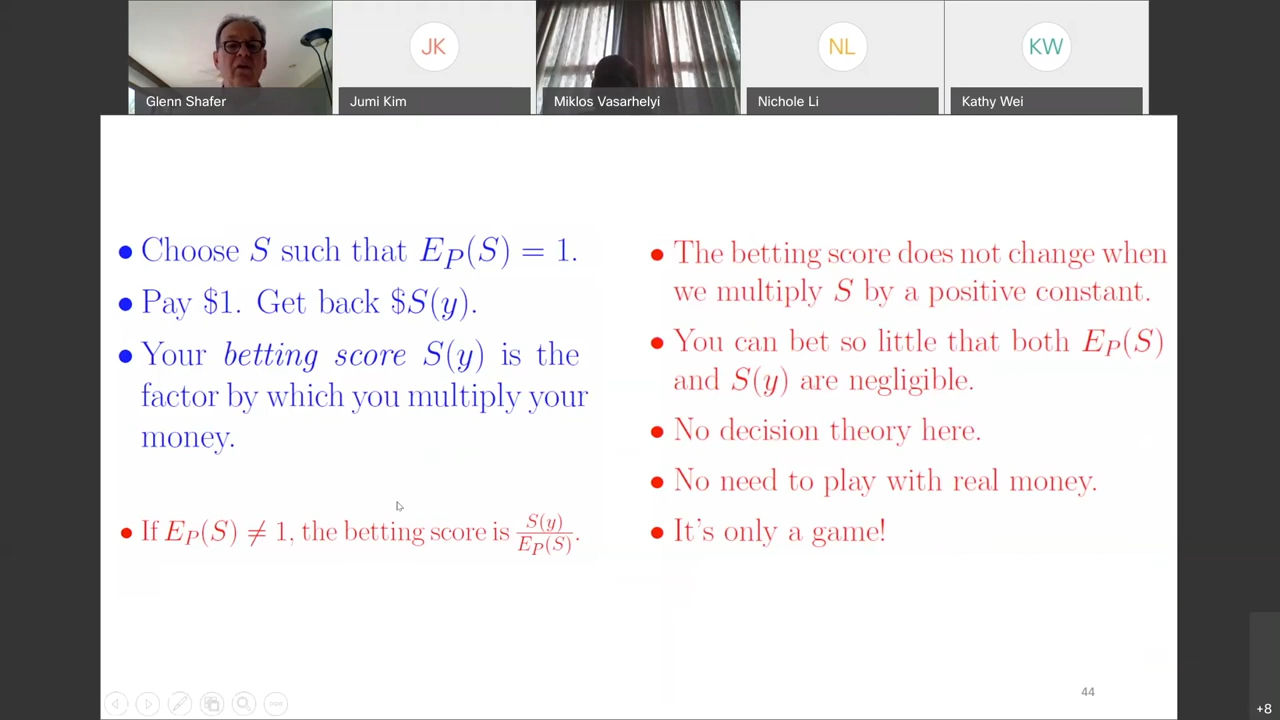 JK
NL
KW
Glenn Shafer
Jumi Kim
Miklos Vasarhelyi
Nichole Li
Kathy Wei
• Choose S such that E_P(S) = 1.
• Pay $1. Get back $S(y).
• Your betting score S(y) is the
factor by which you multiply your
money.
• If E_P(S) ≠ 1, the betting score is S(y)/E_P(S).
• The betting score does not change when
we multiply S by a positive constant.
• You can bet so little that both E_P(S)
and S(y) are negligible.
• No decision theory here.
• No need to play with real money.
• It's only a game!
44
+8